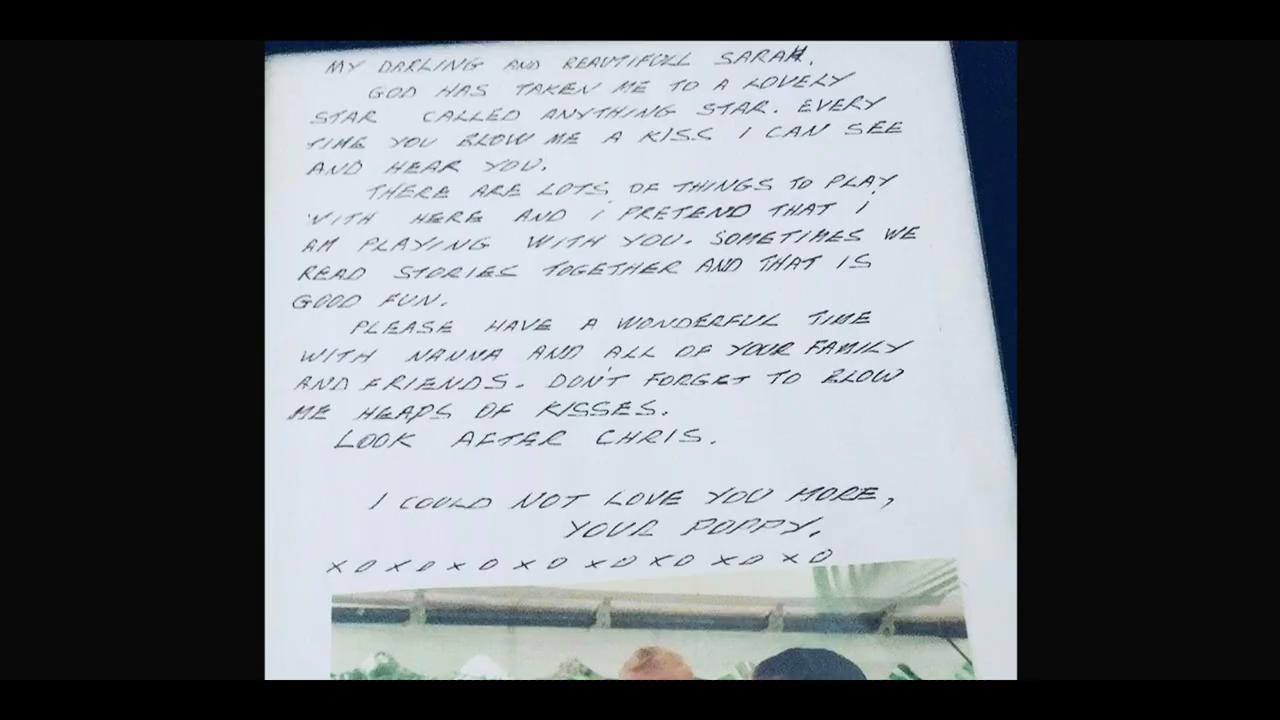 MY DARLING AND BEAUTIFULL SARAH.
GOD HAS TAKEN ME TO A LOVELY
STAR CALLED ANYTHING STAR. EVERY
TIME YOU BLOW ME A KISS I CAN SEE
AND HEAR YOU.
THERE ARE LOTS OF THINGS TO PLAY
WITH HERE AND I PRETEND THAT I
AM PLAYING WITH YOU. SOMETIMES WE
READ STORIES TOGETHER AND THAT IS
GOOD FUN.
PLEASE HAVE A WONDERFUL TIME
WITH NANNA AND ALL OF YOUR FAMILY
AND FRIENDS. DON'T FORGET TO BLOW
ME HEAPS OF KISSES.
LOOK AFTER CHRIS.
I COULD NOT LOVE YOU MORE,
YOUR POPPY.
XOXOXOXOXOXOXOXO